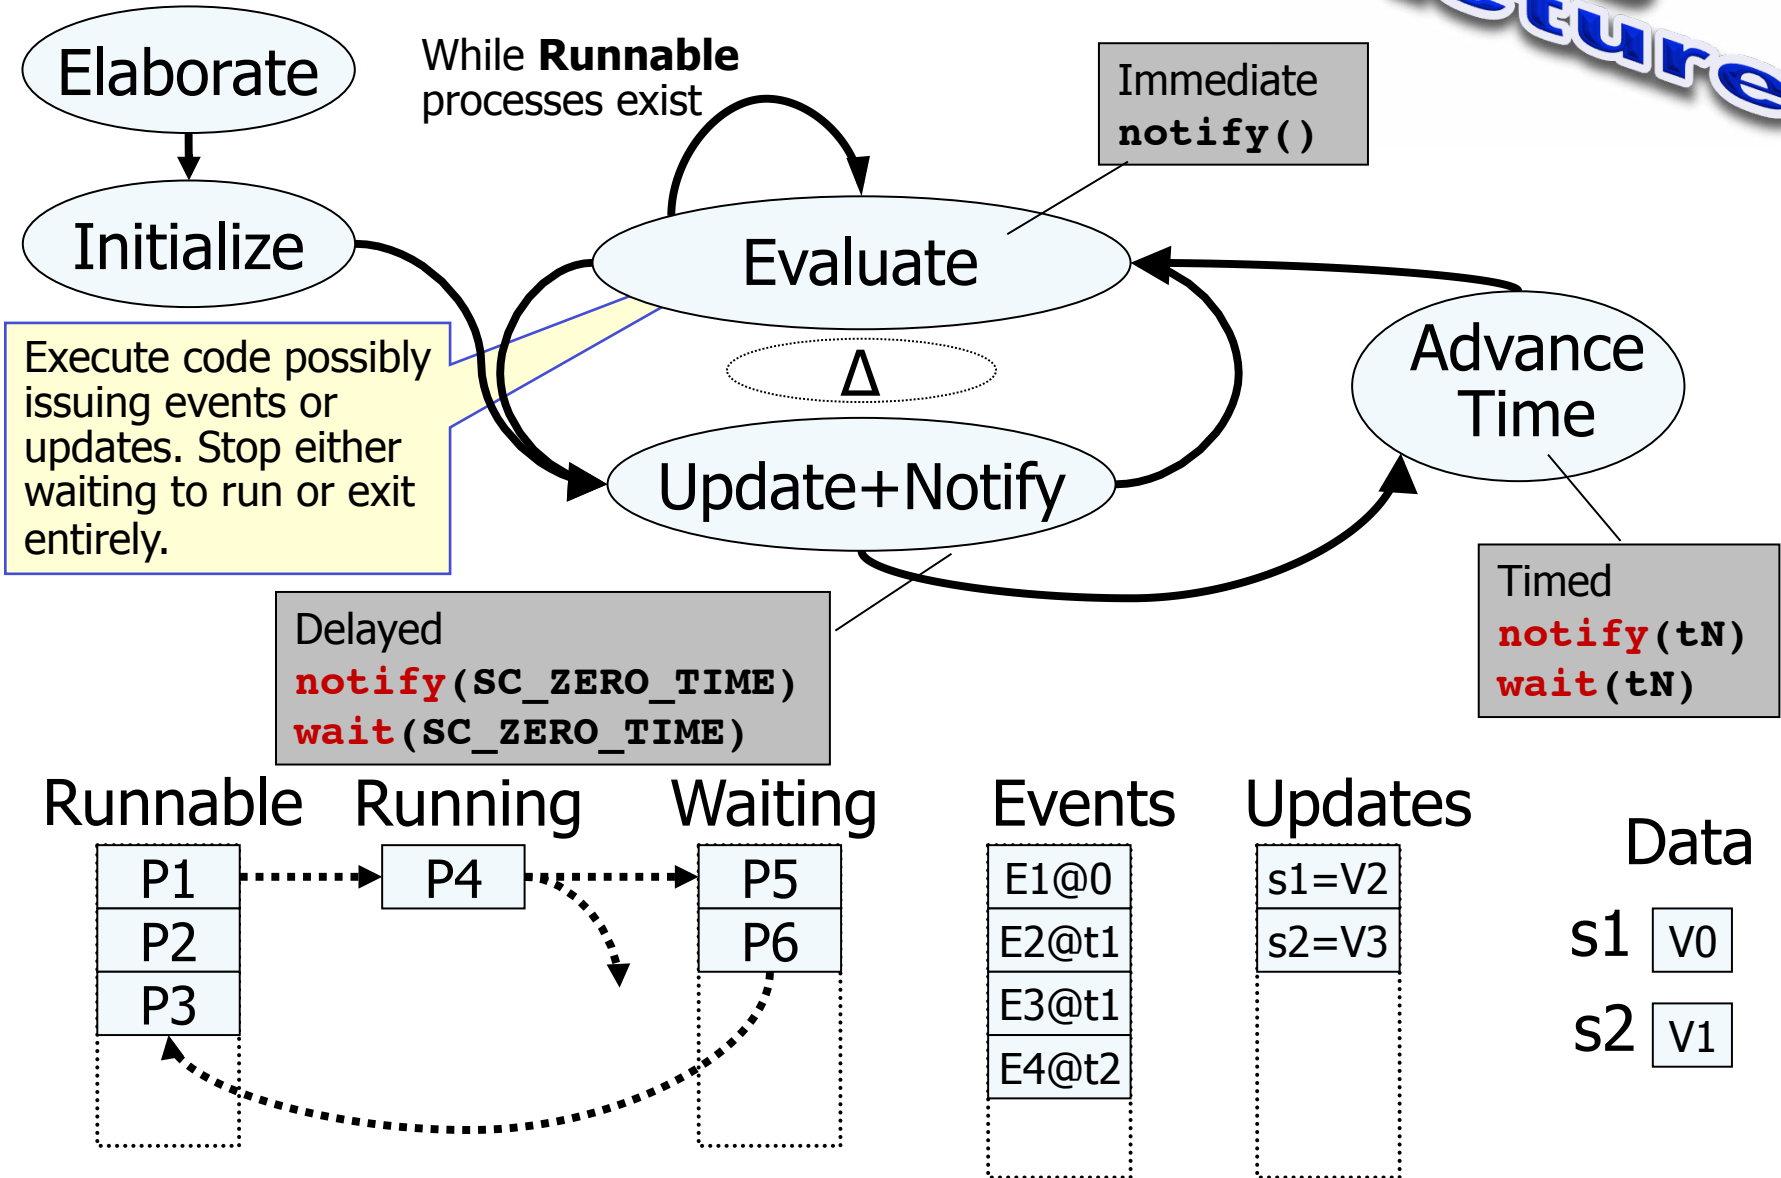 Elaborate
While Runnable
processes exist
Immediate
notify()
Initialize
Evaluate
Execute code possibly
issuing events or
updates. Stop either
waiting to run or exit
entirely.
Δ
Advance
Time
Update+Notify
Delayed
notify(SC_ZERO_TIME)
wait(SC_ZERO_TIME)
Timed
notify(tN)
wait(tN)
Runnable
P1
P2
P3
Running
P4
Waiting
P5
P6
Events
E1@0
E2@t1
E3@t1
E4@t2
Updates
s1=V2
s2=V3
Data
s1 V0
s2 V1